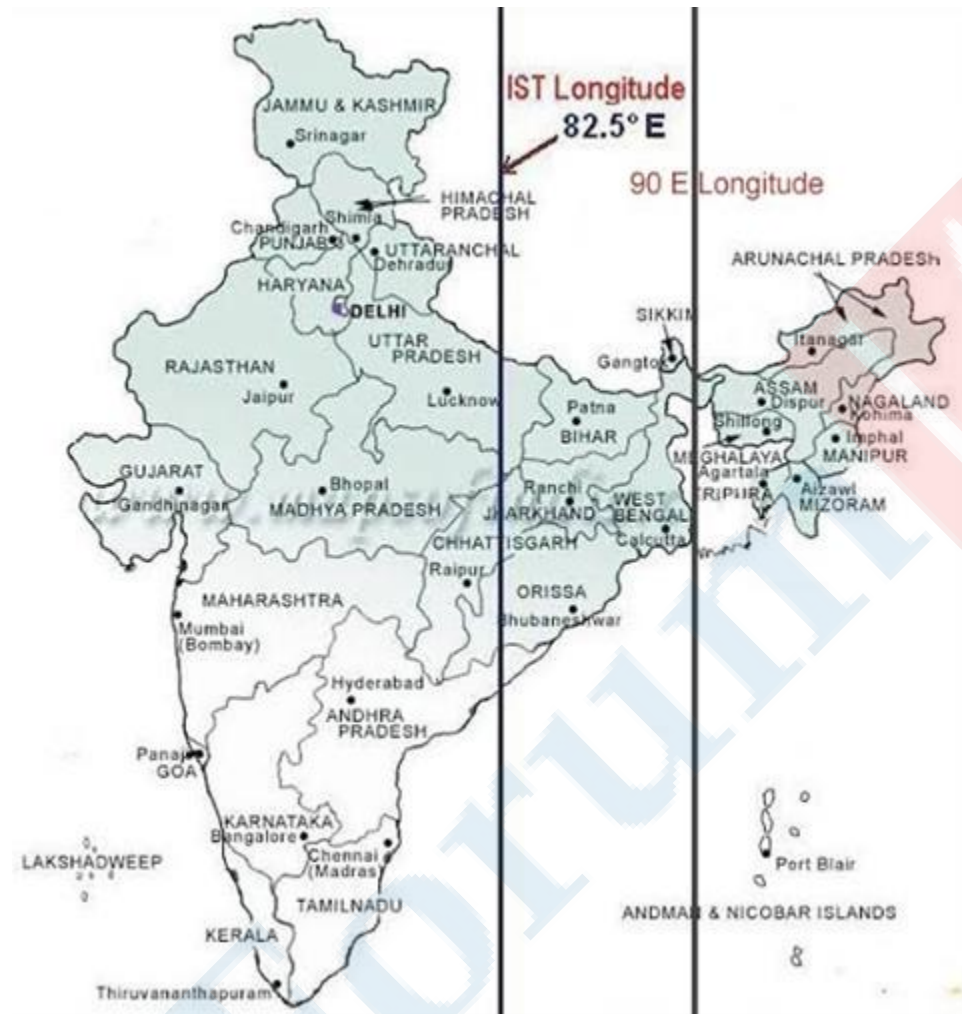 JAMMU & KASHMIR
Srinagar
IST Longitude
82.5° E
90 E Longitude
HIMACHAL
PRADESH
Shimla
Chandigarh
PUNJAB
UTTARANCHAL
Dehradun
HARYANA
DELHI
ARUNACHAL PRADESH
Itanagar
SIKKIM
Gangtok
UTTAR
PRADESH
RAJASTHAN
Jaipur
Lucknow
Patna
BIHAR
ASSAM
Dispur
NAGALAND
Kohima
Shillong
MEGHALAYA
Imphal
MANIPUR
Agartala
TRIPURA
Aizawl
MIZORAM
GUJARAT
Gandhinagar
Bhopal
MADHYA PRADESH
Ranchi
JHARKHAND
WEST
BENGAL
Calcutta
CHHATTISGARH
Raipur
ORISSA
Bhubaneshwar
MAHARASHTRA
Mumbai
(Bombay)
Hyderabad
ANDHRA
PRADESH
Panaji
GOA
KARNATAKA
Bangalore
Chennai
(Madras)
LAKSHADWEEP
TAMILNADU
KERALA
Thiruvananthapuram
Port Blair
ANDMAN & NICOBAR ISLANDS
orum